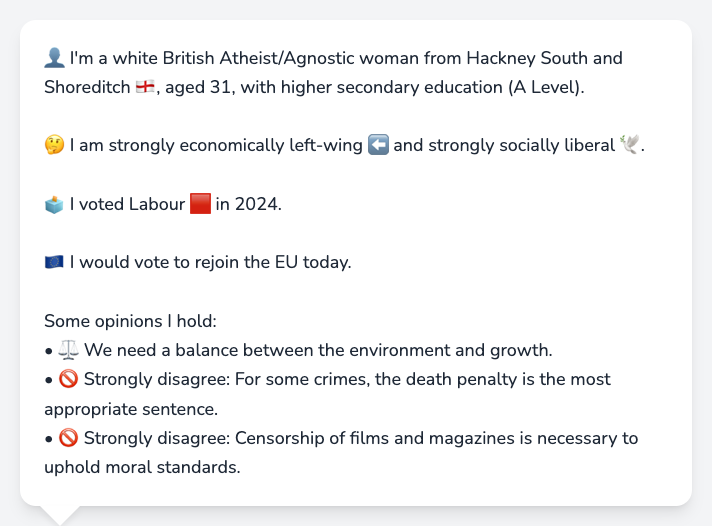 👤 I'm a white British Atheist/Agnostic woman from Hackney South and
Shoreditch 🏴󠁧󠁢󠁥󠁮󠁧󠁿, aged 31, with higher secondary education (A Level).
🤔 I am strongly economically left-wing ⬅️ and strongly socially liberal 🕊️.
🗳️ I voted Labour 🟥 in 2024.
🇪🇺 I would vote to rejoin the EU today.
Some opinions I hold:
• ⚖️ We need a balance between the environment and growth.
• 🚫 Strongly disagree: For some crimes, the death penalty is the most
appropriate sentence.
• 🚫 Strongly disagree: Censorship of films and magazines is necessary to
uphold moral standards.